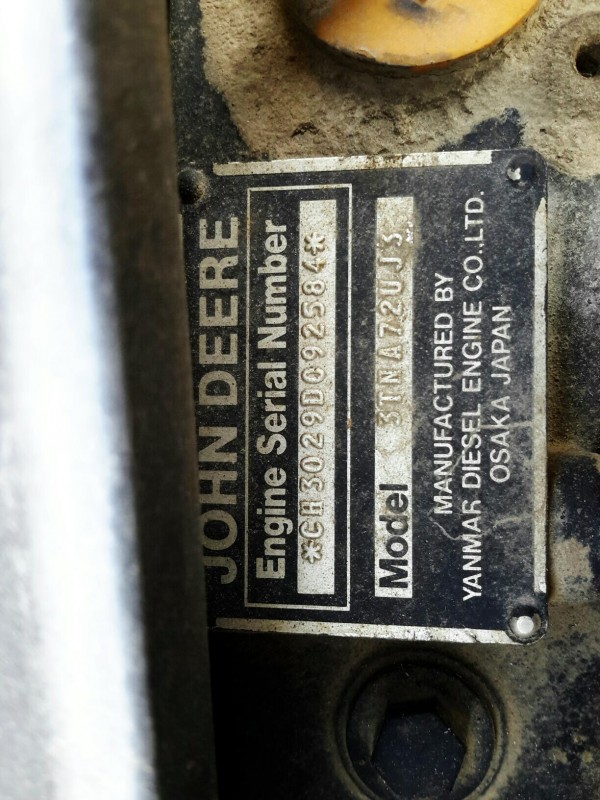 JOHN DEERE
Engine Serial Number
*CH3029D092584*
Model 3TNA72UJ3
MANUFACTURED BY
YANMAR DIESEL ENGINE CO.,LTD.
OSAKA JAPAN